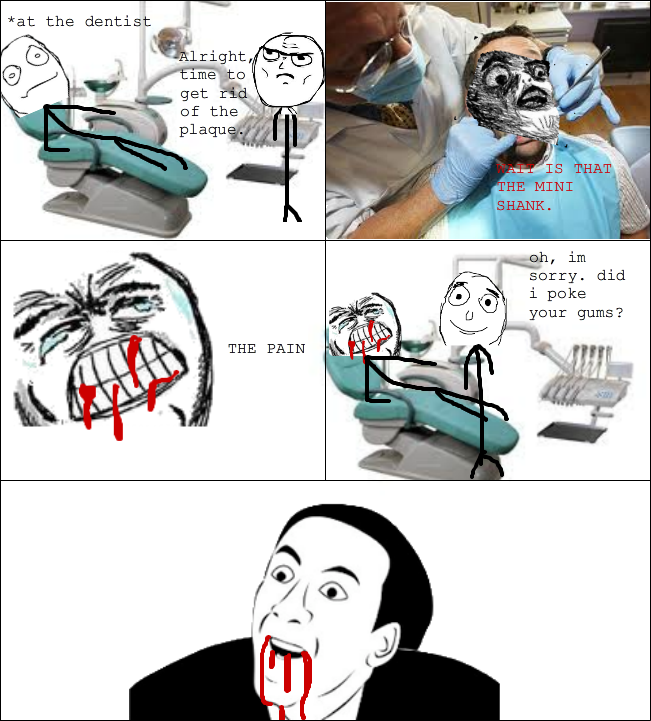 *at the dentist
Alright,
time to
get rid
of the
plaque.
WAIT IS THAT
THE MINI
SHANK.
THE PAIN
oh, im
sorry. did
i poke
your gums?